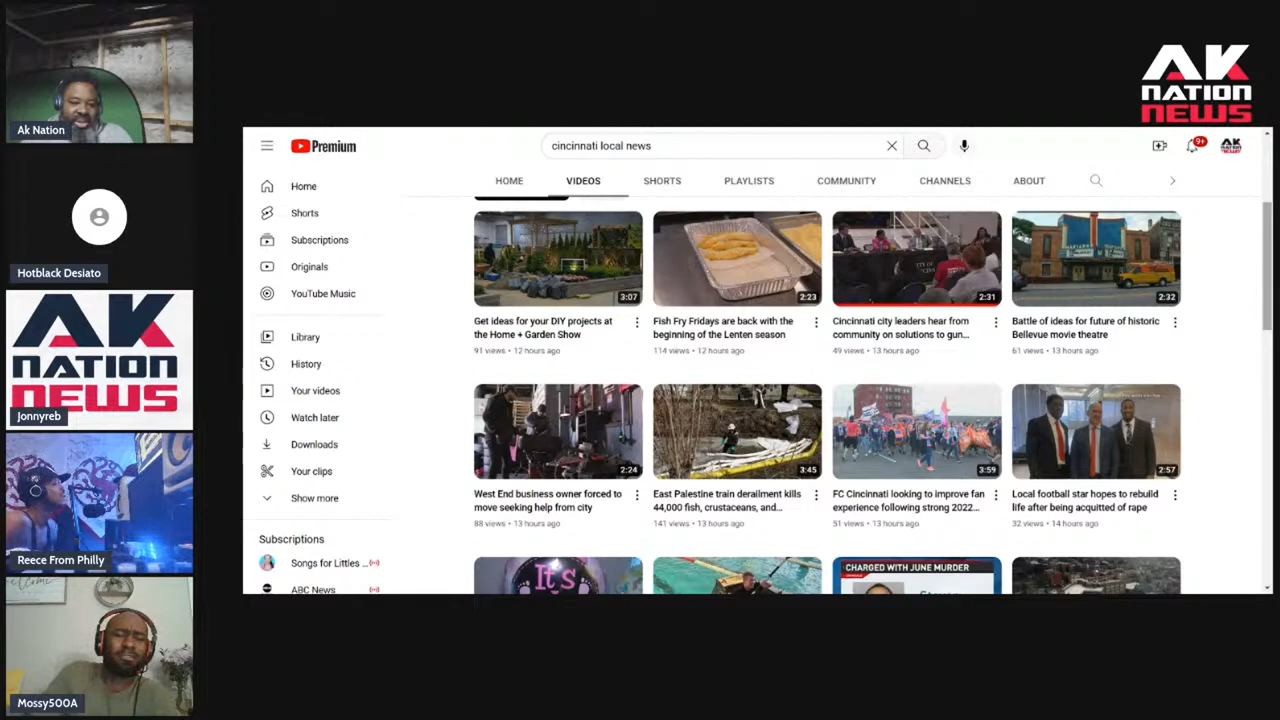 Ak Nation
Hotblack Desiato
AK
NATION
NEWS
Jonnyreb
Reece From Philly
Mossy500A
AK
NATION
NEWS
Premium
cincinnati local news
9+
HOME
VIDEOS
SHORTS
PLAYLISTS
COMMUNITY
CHANNELS
ABOUT
Home
Shorts
Subscriptions
Originals
YouTube Music
Library
History
Your videos
Watch later
Downloads
Your clips
Show more
Subscriptions
Songs for Littles ...
ABC News
3:07
Get ideas for your DIY projects at
the Home + Garden Show
91 views • 12 hours ago
2:23
Fish Fry Fridays are back with the
beginning of the Lenten season
114 views • 12 hours ago
2:31
Cincinnati city leaders hear from
community on solutions to gun...
49 views • 13 hours ago
2:32
Battle of ideas for future of historic
Bellevue movie theatre
61 views • 13 hours ago
2:24
West End business owner forced to
move seeking help from city
88 views • 13 hours ago
3:45
East Palestine train derailment kills
44,000 fish, crustaceans, and...
141 views • 13 hours ago
3:59
FC Cincinnati looking to improve fan
experience following strong 2022...
51 views • 13 hours ago
2:57
Local football star hopes to rebuild
life after being acquitted of rape
32 views • 14 hours ago
It's
CHARGED WITH JUNE MURDER